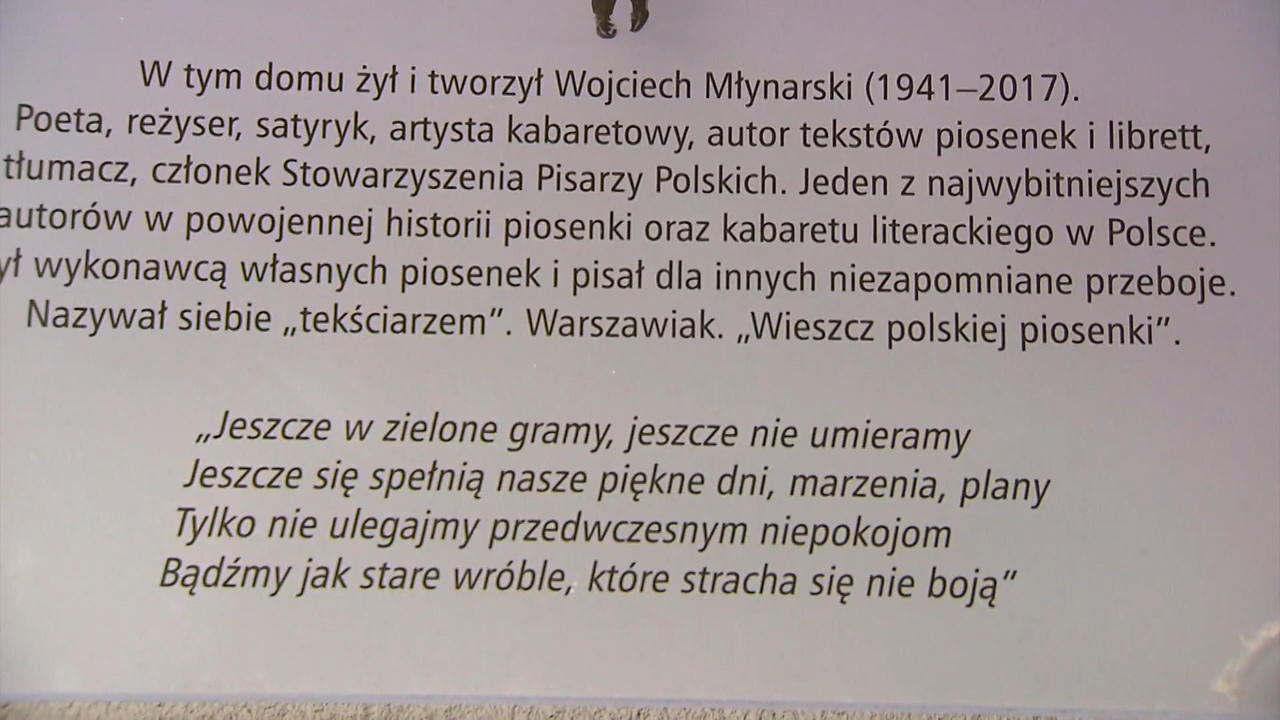 W tym domu żył i tworzył Wojciech Młynarski (1941–2017).
Poeta, reżyser, satyryk, artysta kabaretowy, autor tekstów piosenek i librett,
tłumacz, członek Stowarzyszenia Pisarzy Polskich. Jeden z najwybitniejszych
autorów w powojennej historii piosenki oraz kabaretu literackiego w Polsce.
ył wykonawcą własnych piosenek i pisał dla innych niezapomniane przeboje.
Nazywał siebie „tekściarzem”. Warszawiak. „Wieszcz polskiej piosenki”.
„Jeszcze w zielone gramy, jeszcze nie umieramy
Jeszcze się spełnią nasze piękne dni, marzenia, plany
Tylko nie ulegajmy przedwczesnym niepokojom
Bądźmy jak stare wróble, które stracha się nie boją”